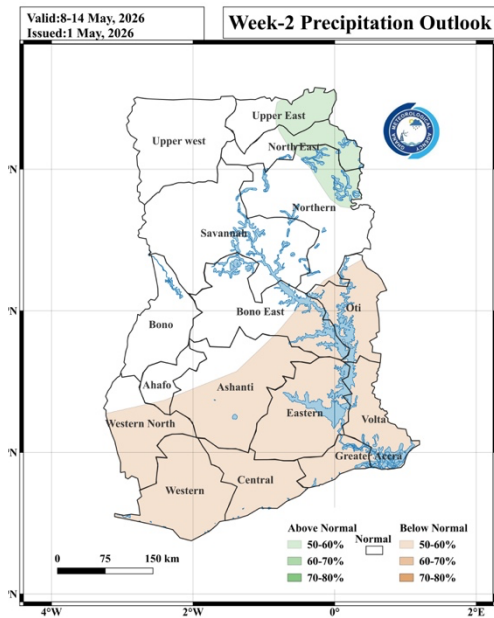 Valid:8-14 May, 2026
Issued:1 May, 2026
Week-2 Precipitation Outlook
Upper East
Upper west
North East
Northern
Savannah
Oti
Bono East
Bono
Ahafo
Ashanti
Eastern
Volta
Western North
Greater Accra
Central
Western
Above Normal
50-60%
60-70%
70-80%
Normal
Below Normal
50-60%
60-70%
70-80%
0 75 150 km
N
N
N
N
4°W 2°W 0°